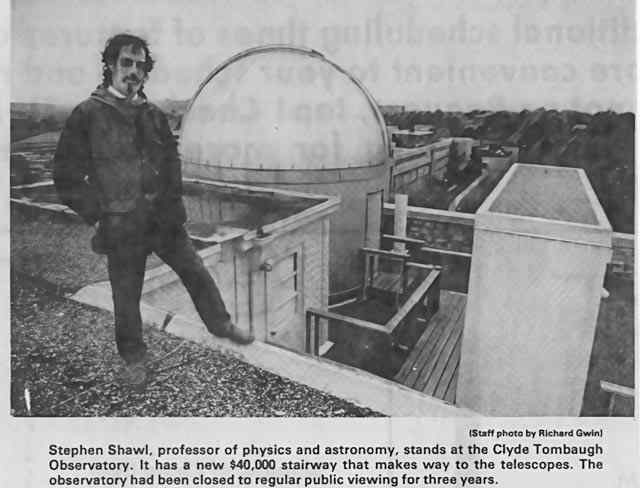 (Staff photo by Richard Gwin)
Stephen Shawl, professor of physics and astronomy, stands at the Clyde Tombaugh
Observatory. It has a new $40,000 stairway that makes way to the telescopes. The
observatory had been closed to regular public viewing for three years.